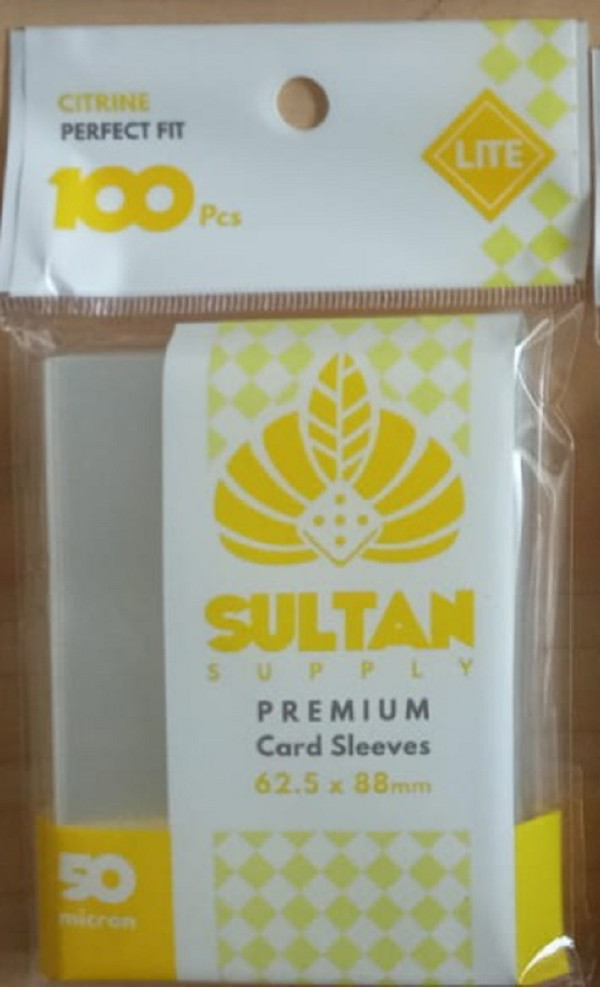 CITRINE
PERFECT FIT
100 Pcs
LITE
SULTAN
SUPPLY
PREMIUM
Card Sleeves
62.5 x 88mm
50
micron